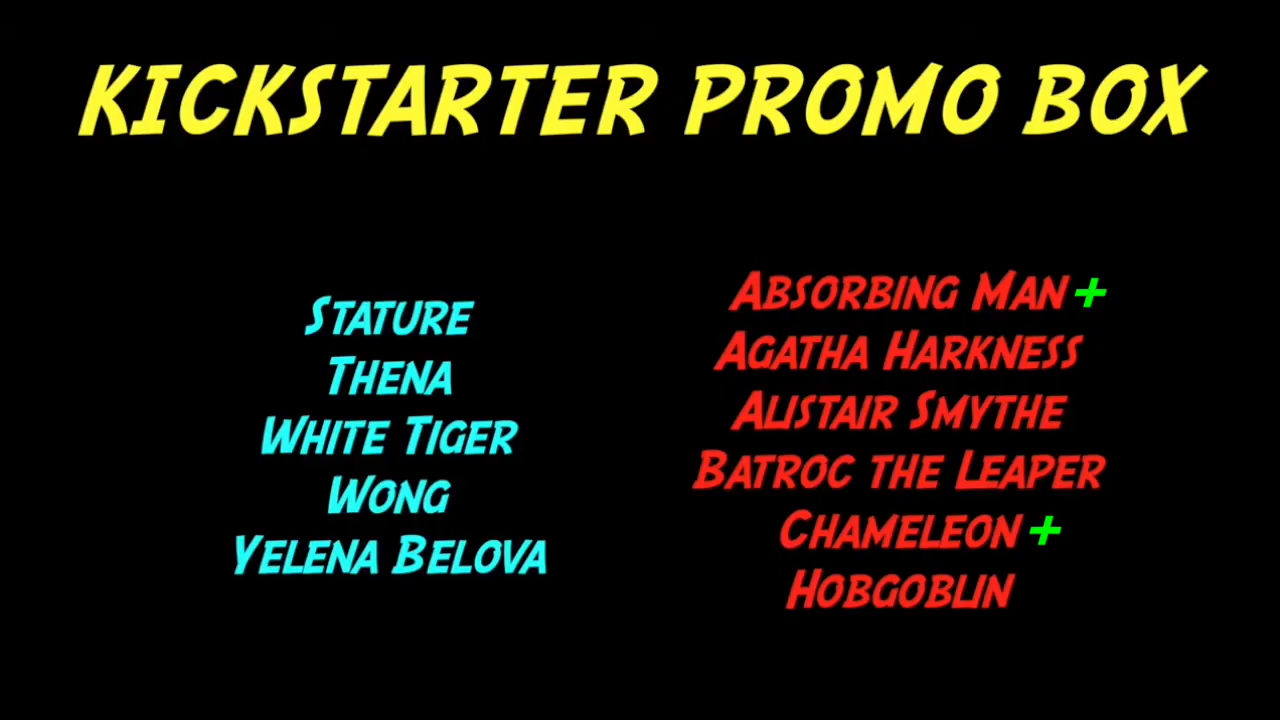 KICKSTARTER PROMO BOX
STATURE
THENA
WHITE TIGER
WONG
YELENA BELOVA
ABSORBING MAN+
AGATHA HARKNESS
ALISTAIR SMYTHE
BATROC THE LEAPER
CHAMELEON+
HOBGOBLIN